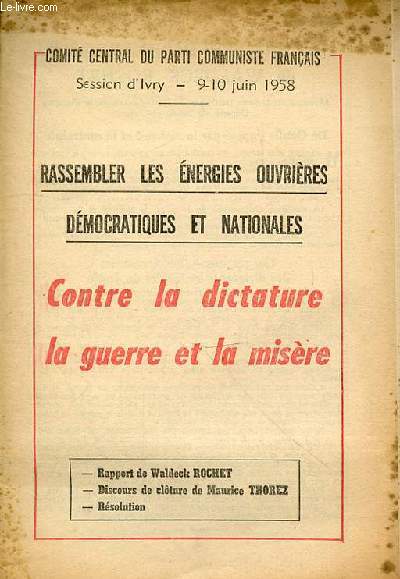 www.le-livre.com
COMITÉ CENTRAL DU PARTI COMMUNISTE FRANÇAIS
Session d'Ivry – 9-10 juin 1958
RASSEMBLER LES ÉNERGIES OUVRIÈRES
DÉMOCRATIQUES ET NATIONALES
Contre la dictature
la guerre et la misère
— Rapport de Waldeck ROCHET
— Discours de clôture de Maurice THOREZ
— Résolution